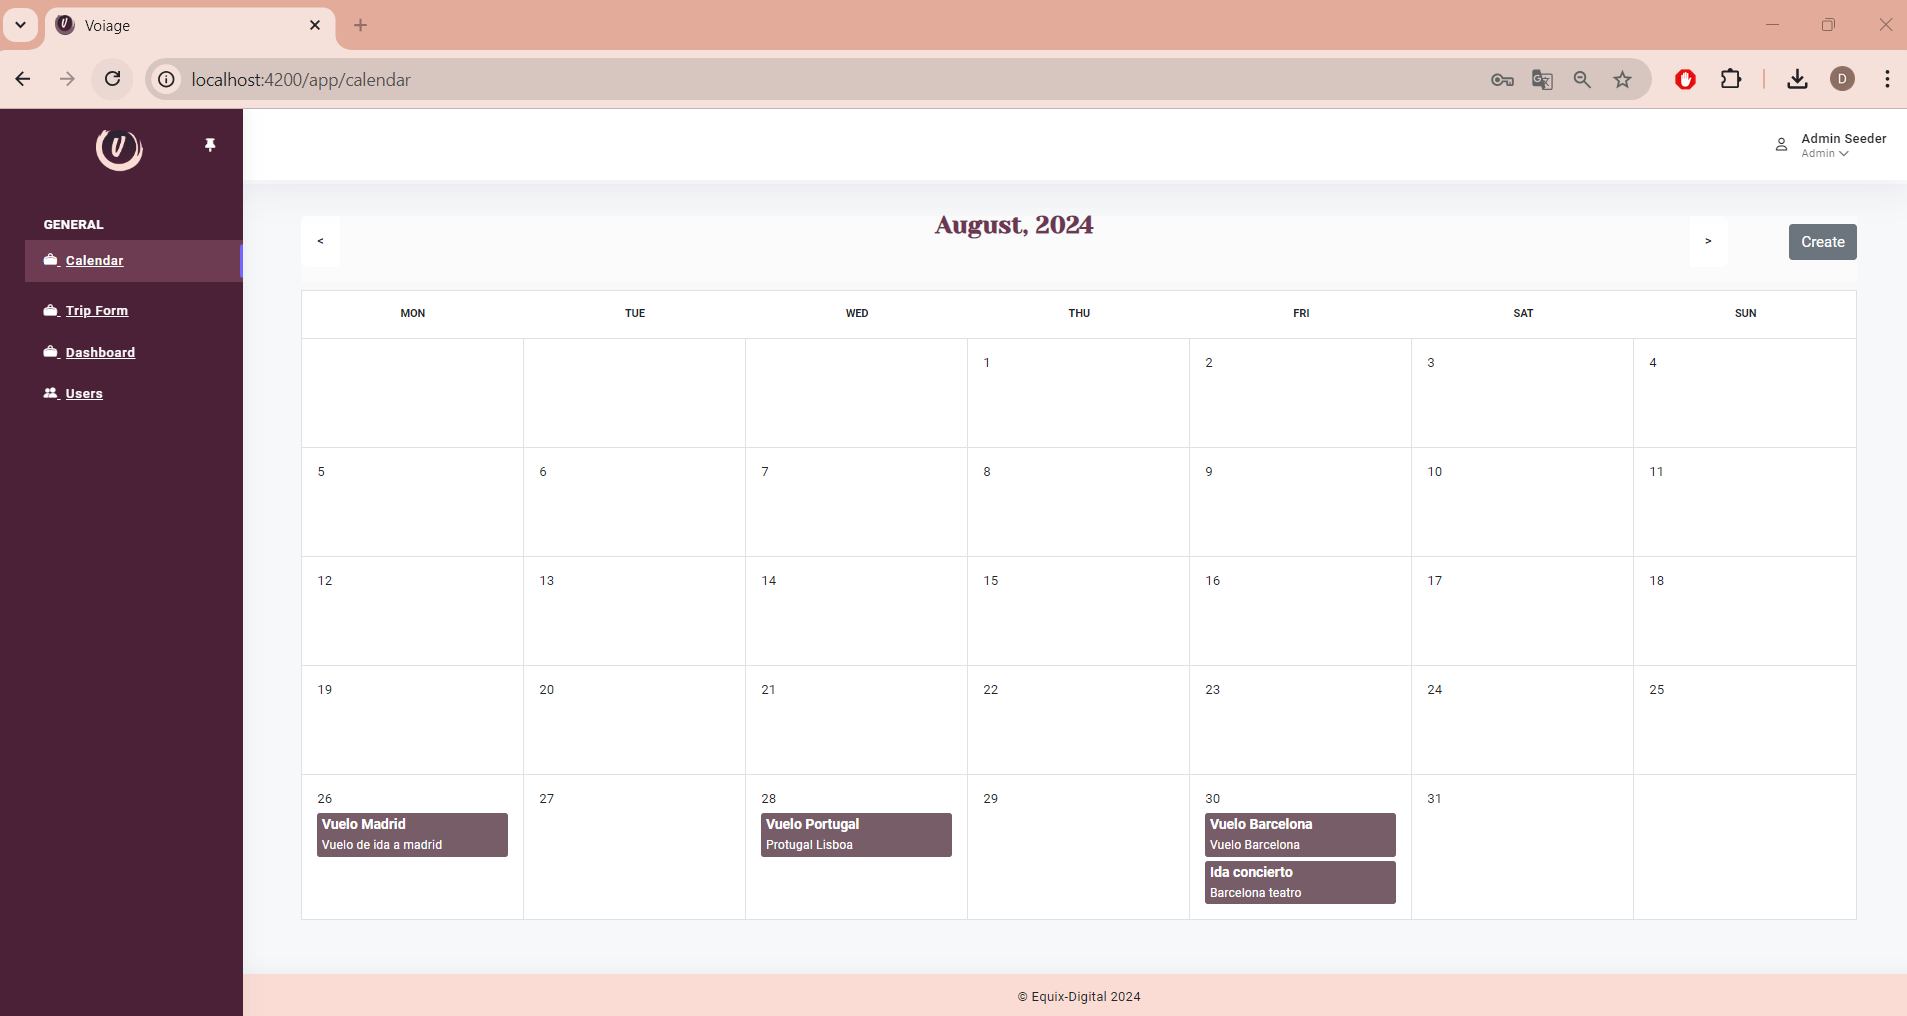 Voiage
localhost:4200/app/calendar
D
V
Admin Seeder
Admin
GENERAL
Calendar
Trip Form
Dashboard
Users
<
August, 2024
>
Create
MON TUE WED THU FRI SAT SUN
1 2 3 4
5 6 7 8 9 10 11
12 13 14 15 16 17 18
19 20 21 22 23 24 25
26 27 28 29 30 31
Vuelo Madrid
Vuelo de ida a madrid
Vuelo Portugal
Protugal Lisboa
Vuelo Barcelona
Vuelo Barcelona
Ida concierto
Barcelona teatro
© Equix-Digital 2024